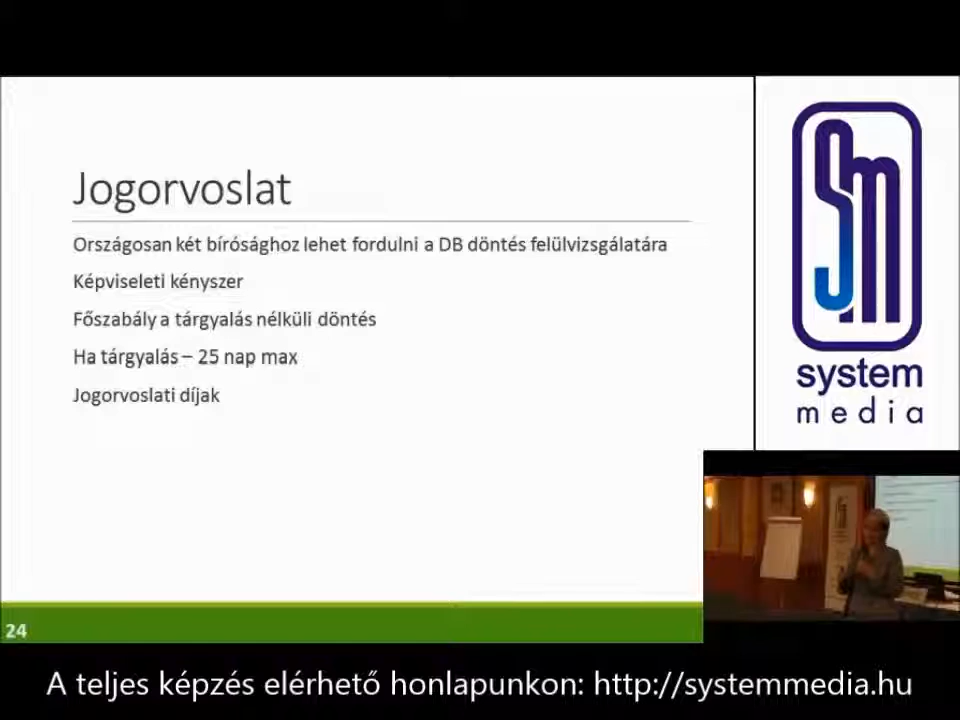 Jogorvoslat
Országosan két bírósághoz lehet fordulni a DB döntés felülvizsgálatára
Képviseleti kényszer
Főszabály a tárgyalás nélküli döntés
Ha tárgyalás – 25 nap max
Jogorvoslati díjak
24
Sm
system
media
A teljes képzés elérhető honlapunkon: http://systemmedia.hu